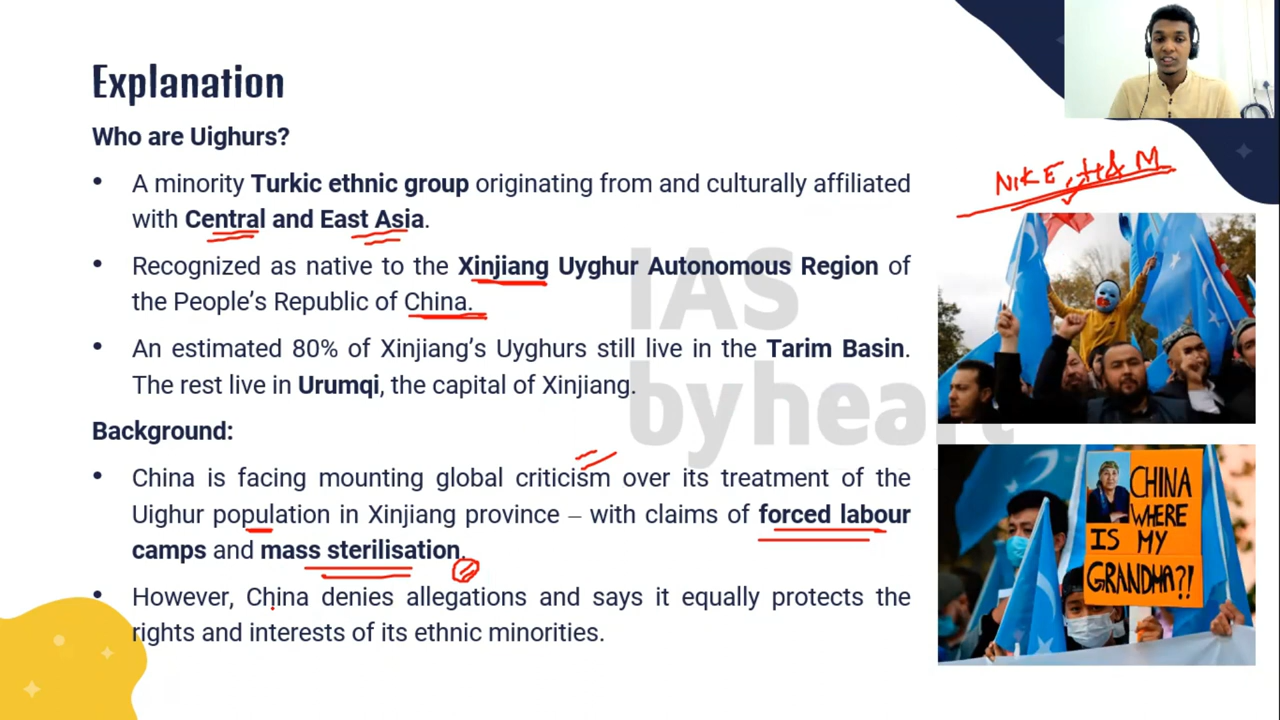 Explanation
Who are Uighurs?
• A minority Turkic ethnic group originating from and culturally affiliated
with Central and East Asia.
• Recognized as native to the Xinjiang Uyghur Autonomous Region of
the People's Republic of China.
• An estimated 80% of Xinjiang's Uyghurs still live in the Tarim Basin.
The rest live in Urumqi, the capital of Xinjiang.
Background:
• China is facing mounting global criticism over its treatment of the
Uighur population in Xinjiang province – with claims of forced labour
camps and mass sterilisation.
• However, China denies allegations and says it equally protects the
rights and interests of its ethnic minorities.
NIKE, H& M
CHINA
WHERE
IS MY
GRANDMA?!
IAS
byheart